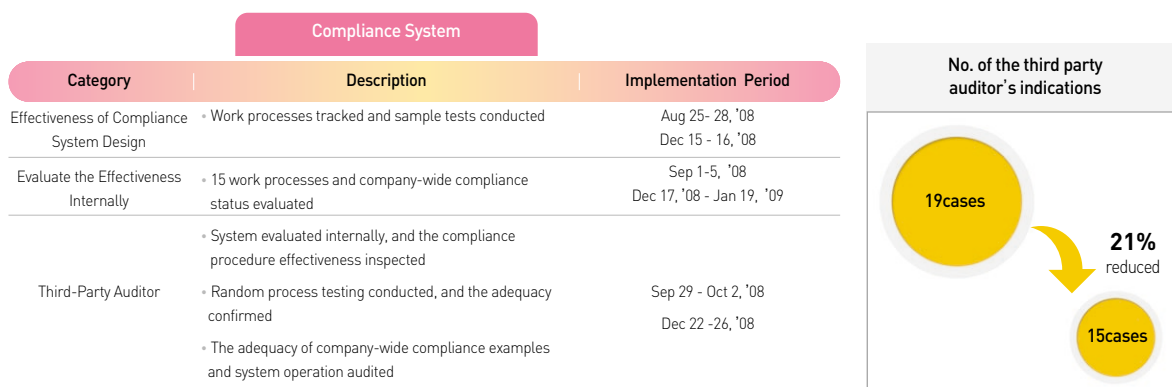 Compliance System
Category Description Implementation Period
Effectiveness of Compliance
System Design
• Work processes tracked and sample tests conducted
Aug 25- 28, '08
Dec 15 - 16, '08
Evaluate the Effectiveness
Internally
• 15 work processes and company-wide compliance
status evaluated
Sep 1-5, '08
Dec 17, '08 - Jan 19, '09
Third-Party Auditor
• System evaluated internally, and the compliance
procedure effectiveness inspected
• Random process testing conducted, and the adequacy
confirmed
• The adequacy of company-wide compliance examples
and system operation audited
Sep 29 - Oct 2, '08
Dec 22 -26, '08
No. of the third party
auditor's indications
19cases
21%
reduced
15cases